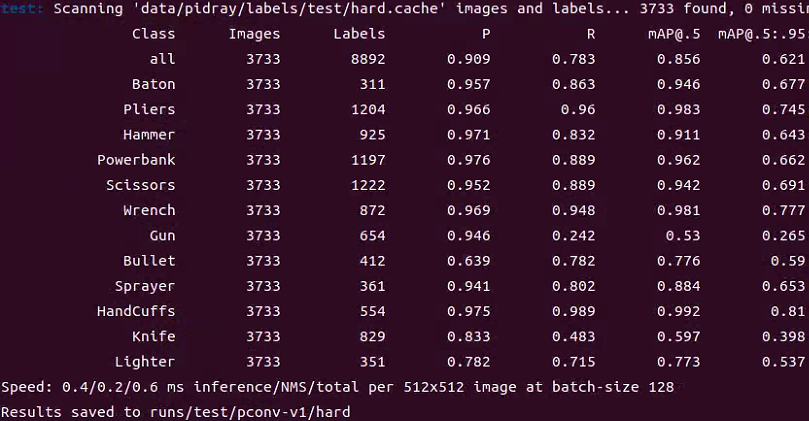 test: Scanning 'data/pidray/labels/test/hard.cache' images and labels... 3733 found, 0 missin
Class Images Labels P R mAP@.5 mAP@.5:.95:
all 3733 8892 0.909 0.783 0.856 0.621
Baton 3733 311 0.957 0.863 0.946 0.677
Pliers 3733 1204 0.966 0.96 0.983 0.745
Hammer 3733 925 0.971 0.832 0.911 0.643
Powerbank 3733 1197 0.976 0.889 0.962 0.662
Scissors 3733 1222 0.952 0.889 0.942 0.691
Wrench 3733 872 0.969 0.948 0.981 0.777
Gun 3733 654 0.946 0.242 0.53 0.265
Bullet 3733 412 0.639 0.782 0.776 0.59
Sprayer 3733 361 0.941 0.802 0.884 0.653
HandCuffs 3733 554 0.975 0.989 0.992 0.81
Knife 3733 829 0.833 0.483 0.597 0.398
Lighter 3733 351 0.782 0.715 0.773 0.537
Speed: 0.4/0.2/0.6 ms inference/NMS/total per 512x512 image at batch-size 128
Results saved to runs/test/pconv-v1/hard